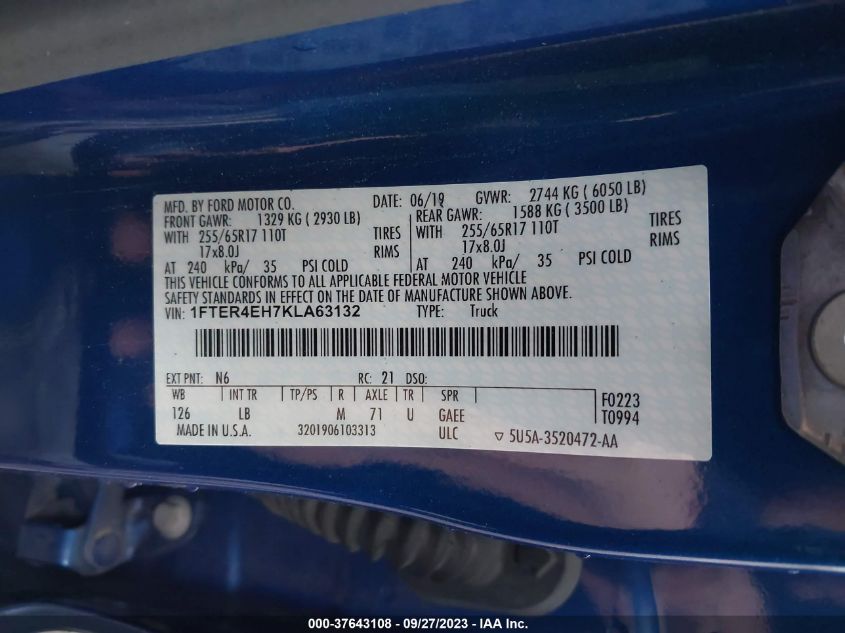 MFD. BY FORD MOTOR CO. DATE: 06/19 GVWR: 2744 KG ( 6050 LB)
FRONT GAWR: 1329 KG ( 2930 LB) REAR GAWR: 1588 KG ( 3500 LB)
WITH 255/65R17 110T TIRES WITH 255/65R17 110T TIRES
17x8.0J RIMS 17x8.0J RIMS
AT 240 kPa/ 35 PSI COLD AT 240 kPa/ 35 PSI COLD
THIS VEHICLE CONFORMS TO ALL APPLICABLE FEDERAL MOTOR VEHICLE
SAFETY STANDARDS IN EFFECT ON THE DATE OF MANUFACTURE SHOWN ABOVE.
VIN: 1FTER4EH7KLA63132 TYPE: Truck
EXT PNT: N6 RC: 21 DSO:
WB INT TR TP/PS R AXLE TR SPR F0223
126 LB M 71 U GAEE T0994
MADE IN U.S.A. 3201906103313 ULC ▽ 5U5A-3520472-AA
000-37643108 - 09/27/2023 - IAA Inc.